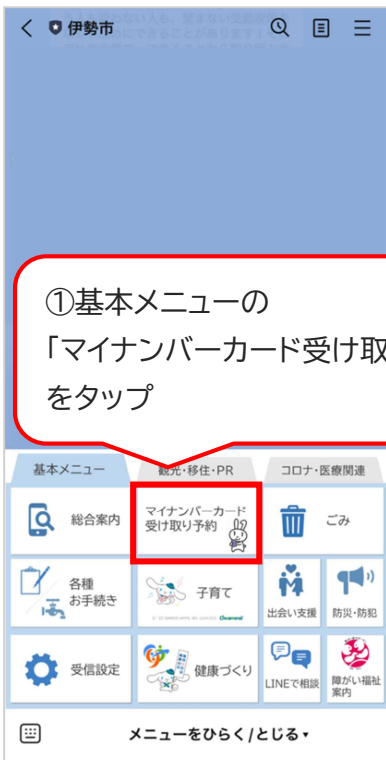 伊勢市
①基本メニューの
「マイナンバーカード受け取
をタップ
基本メニュー
観光・移住・PR
コロナ・医療関連
総合案内
マイナンバーカード
受け取り予約
ごみ
各種
お手続き
子育て
出会い支援
防災・防犯
受信設定
健康づくり
LINEで相談
障がい福祉
案内
メニューをひらく/とじる▾